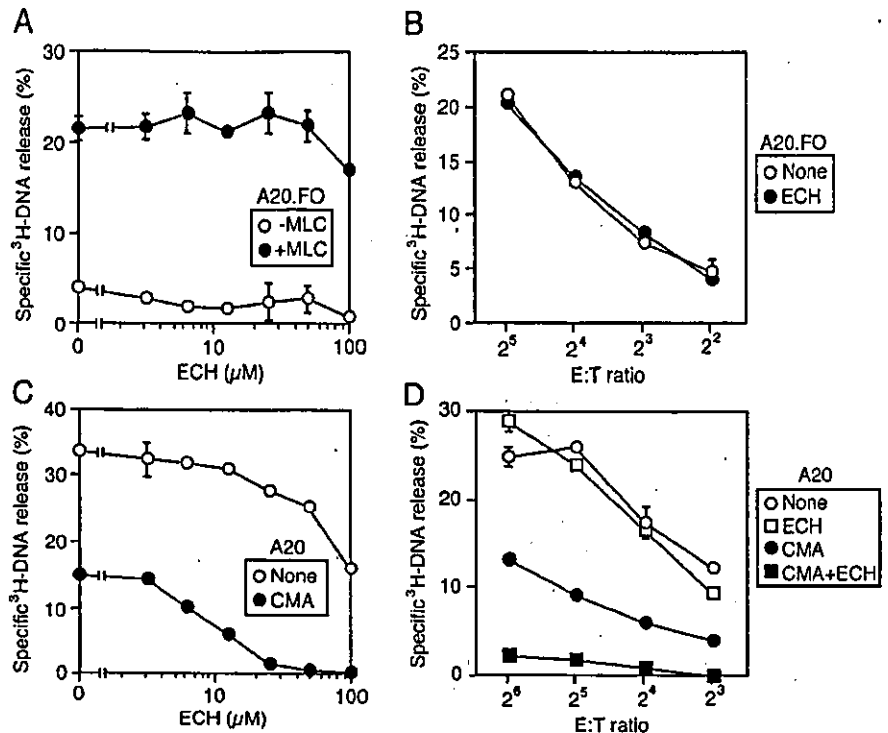 A
Specific ³H-DNA release (%)
30
20
10
0
A20.FO
-MLC
+MLC
0
10
100
ECH (µM)
B
Specific ³H-DNA release (%)
25
20
15
10
5
0
2⁵
2⁴
2³
2²
E:T ratio
A20.FO
None
ECH
C
Specific ³H-DNA release (%)
40
30
20
10
0
A20
None
CMA
0
10
100
ECH (µM)
D
Specific ³H-DNA release (%)
30
20
10
0
2⁶
2⁵
2⁴
2³
E:T ratio
A20
None
ECH
CMA
CMA+ECH